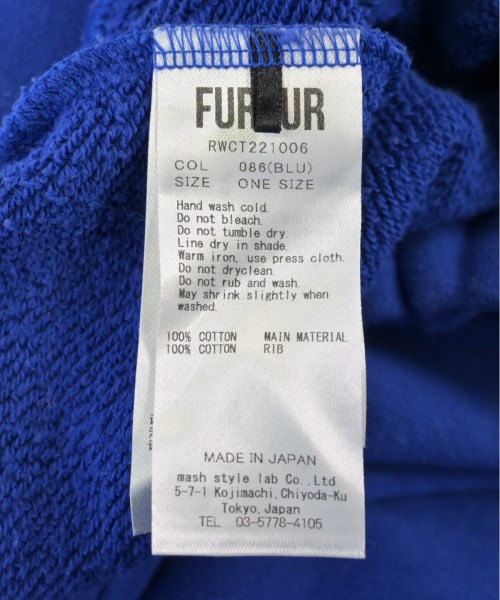 FUR FUR
RWCT221006
COL 086(BLU)
SIZE ONE SIZE
Hand wash cold.
Do not bleach.
Do not tumble dry.
Line dry in shade.
Warm iron, use press cloth.
Do not dryclean.
Do not rub and wash.
May shrink slightly when
washed.
100% COTTON MAIN MATERIAL
100% COTTON RIB
MADE IN JAPAN
mash style lab Co.,Ltd
5-7-1 Kojimachi,Chiyoda-Ku
Tokyo,Japan
TEL 03-5778-4105